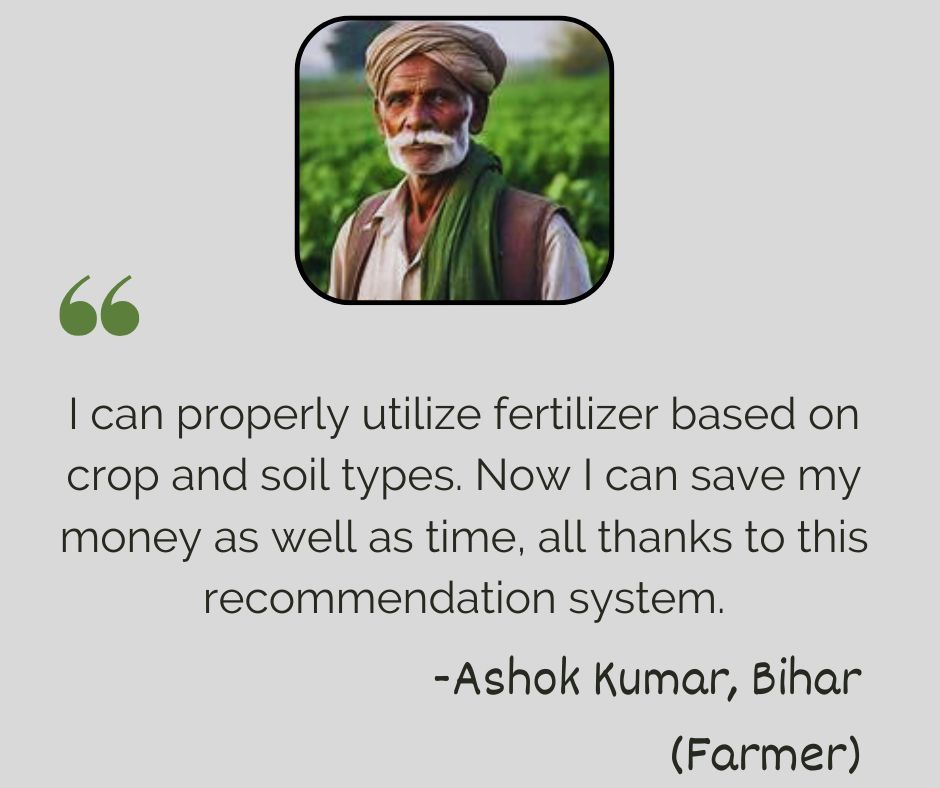 “
I can properly utilize fertilizer based on
crop and soil types. Now I can save my
money as well as time, all thanks to this
recommendation system.
-Ashok Kumar, Bihar
(Farmer)